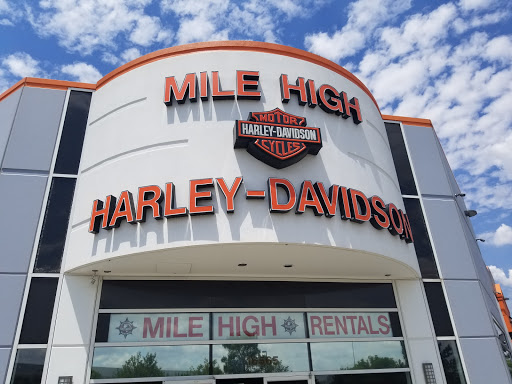 MILE HIGH
MOTOR
HARLEY-DAVIDSON
CYCLES
HARLEY-DAVIDSON
MILE HIGH RENTALS